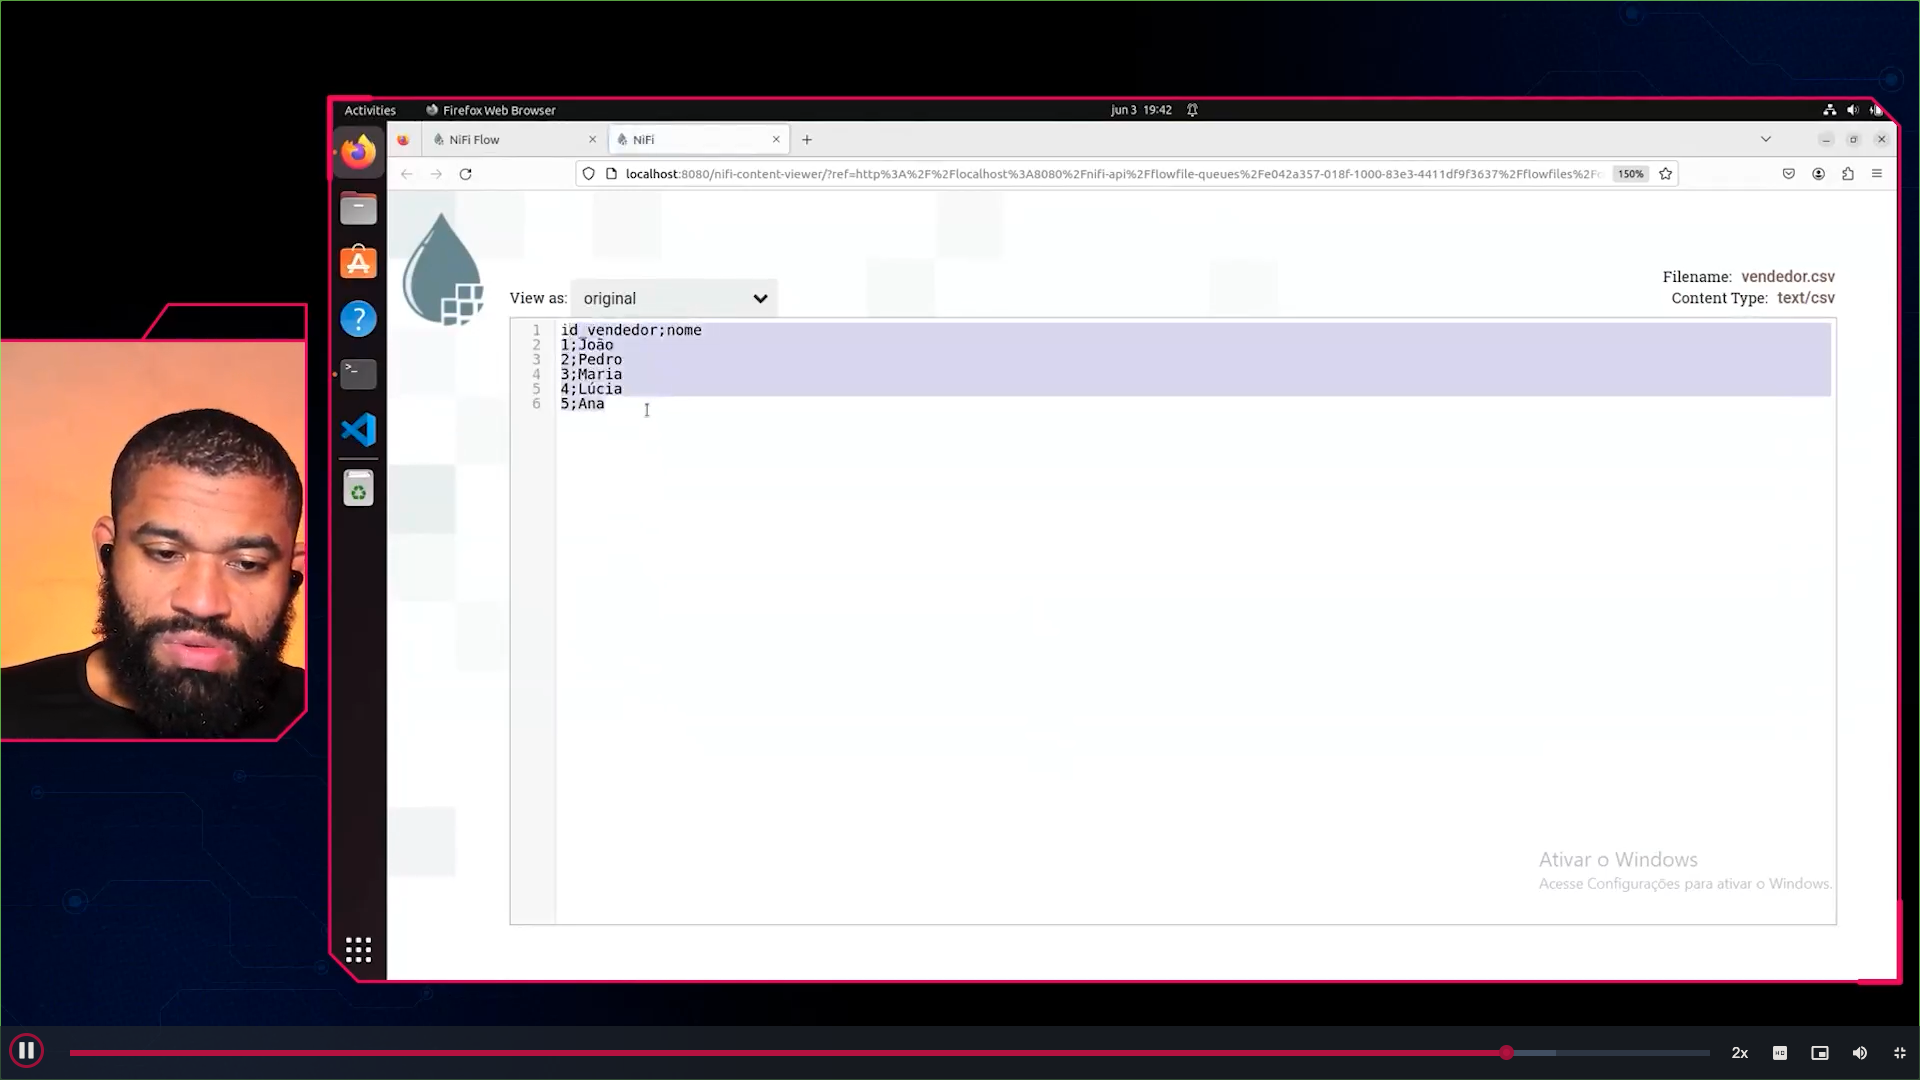 Activities
Firefox Web Browser
jun 3 19:42
NiFi Flow
NiFi
localhost:8080/nifi-content-viewer/?ref=http%3A%2F%2Flocalhost%3A8080%2Fnifi-api%2Fflowfile-queues%2Fe042a357-018f-1000-83e3-4411df9f3637%2Fflowfiles%2F
150%
Filename: vendedor.csv
View as: original
Content Type: text/csv
1 id_vendedor;nome
2 1;João
3 2;Pedro
4 3;Maria
5 4;Lúcia
6 5;Ana
Ativar o Windows
Acesse Configurações para ativar o Windows.
2x
HD